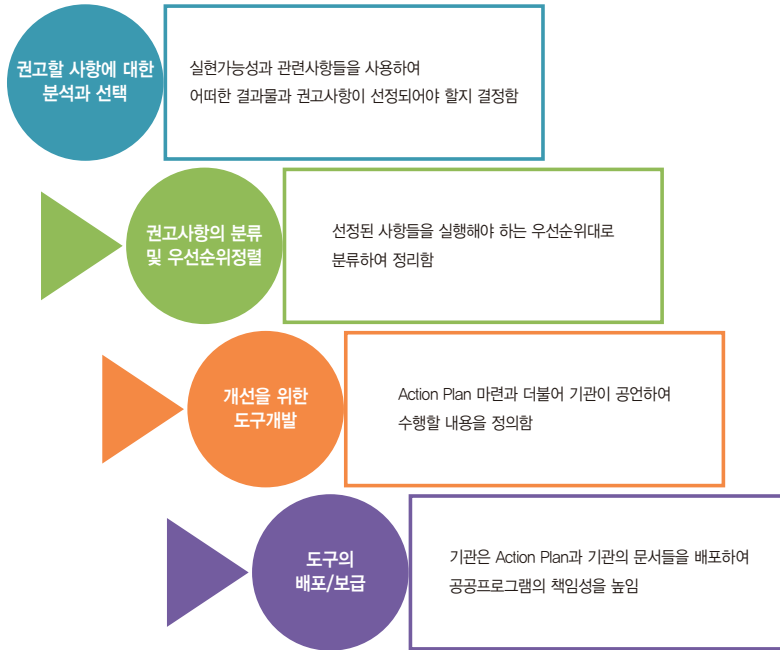 권고할 사항에 대한
분석과 선택
실현가능성과 관련사항들을 사용하여
어떠한 결과물과 권고사항이 선정되어야 할지 결정함
권고사항의 분류
및 우선순위정렬
선정된 사항들을 실행해야 하는 우선순위대로
분류하여 정리함
개선을 위한
도구개발
Action Plan 마련과 더불어 기관이 공언하여
수행할 내용을 정의함
도구의
배포/보급
기관은 Action Plan과 기관의 문서들을 배포하여
공공프로그램의 책임성을 높임